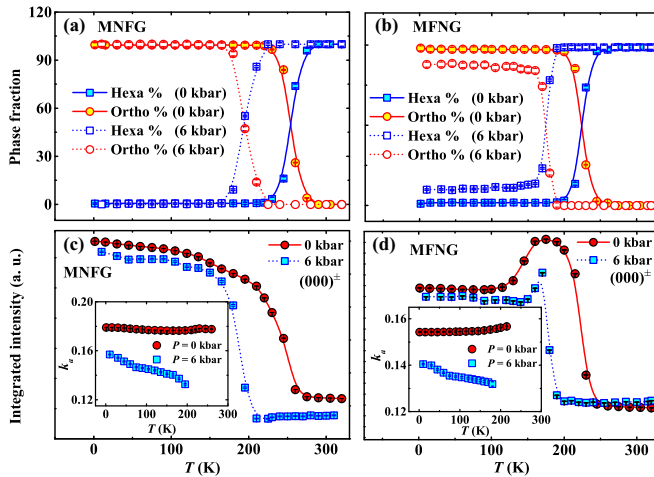 (a) MNFG
(b) MFNG
Phase fraction
120
90
60
30
0
Hexa % (0 kbar)
Ortho % (0 kbar)
Hexa % (6 kbar)
Ortho % (6 kbar)
Hexa % (0 kbar)
Ortho % (0 kbar)
Hexa % (6 kbar)
Ortho % (6 kbar)
(c)
MNFG
0 kbar
6 kbar
(000)±
(d)
MFNG
0 kbar
6 kbar
(000)±
Integrated intensity (a. u.)
kₐ
0.20
0.16
0.12
P = 0 kbar
P = 6 kbar
0 100 200 300
T (K)
kₐ
0.16
0.14
0.12
P = 0 kbar
P = 6 kbar
0 100 200 300
T (K)
0 100 200 300
T (K)
0 100 200 300
T (K)